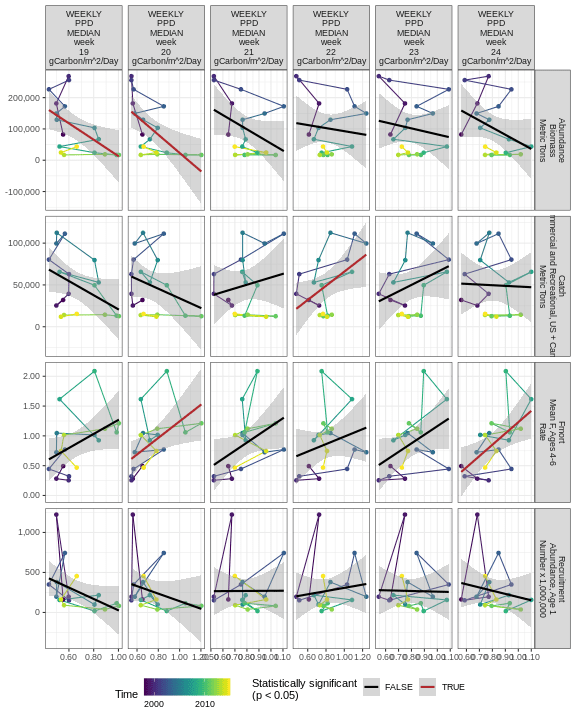 WEEKLY
PPD
MEDIAN
week
19
gCarbon/m^2/Day
WEEKLY
PPD
MEDIAN
week
20
gCarbon/m^2/Day
WEEKLY
PPD
MEDIAN
week
21
gCarbon/m^2/Day
WEEKLY
PPD
MEDIAN
week
22
gCarbon/m^2/Day
WEEKLY
PPD
MEDIAN
week
23
gCarbon/m^2/Day
WEEKLY
PPD
MEDIAN
week
24
gCarbon/m^2/Day
200,000
100,000
0
-100,000
Abundance
Biomass
Metric Tons
100,000
50,000
0
Catch
mmercial and Recreational, US + Can
Metric Tons
2.00
1.50
1.00
0.50
0.00
Fmort
Mean F, Ages 4-6
Rate
1,000
500
0
Recruitment
Abundance, Age 1
Number x 1,000,000
0.60 0.80 1.00
0.60 0.80 1.00
0.60 0.70 0.80 0.90 1.00 1.10
0.60 0.80 1.00 1.20
0.50 0.60 0.70 0.80 0.90 1.00 1.10
0.60 0.70 0.80 0.90 1.00 1.10
Time
2000 2010
Statistically significant
(p < 0.05)
FALSE
TRUE